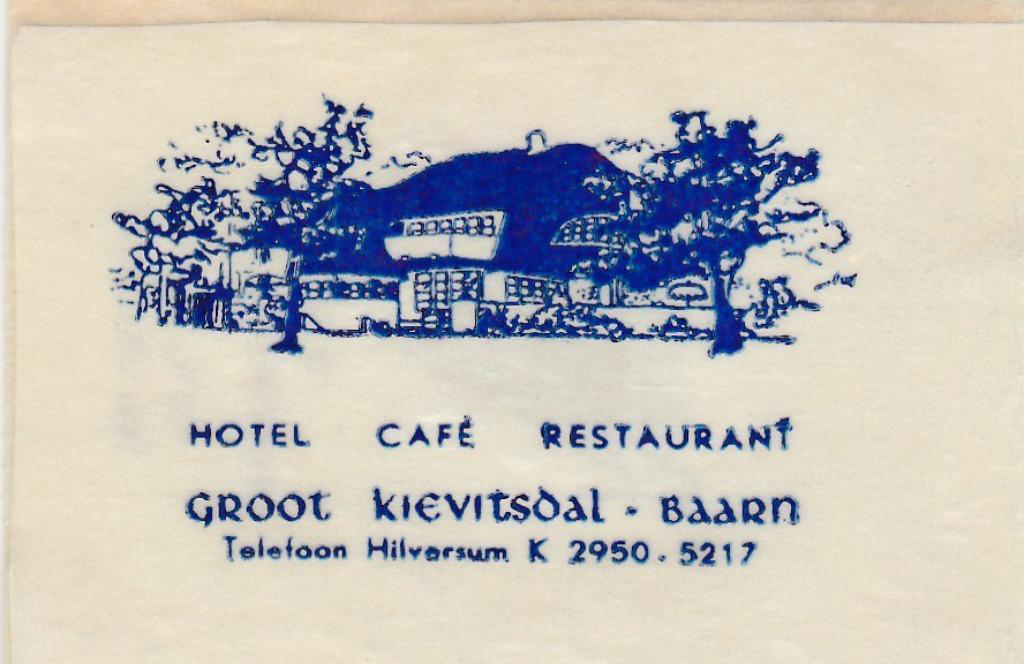 HOTEL CAFÉ RESTAURANT
GROOT KIEVITSDAL - BAARN
Telefoon Hilversum K 2950 - 5217